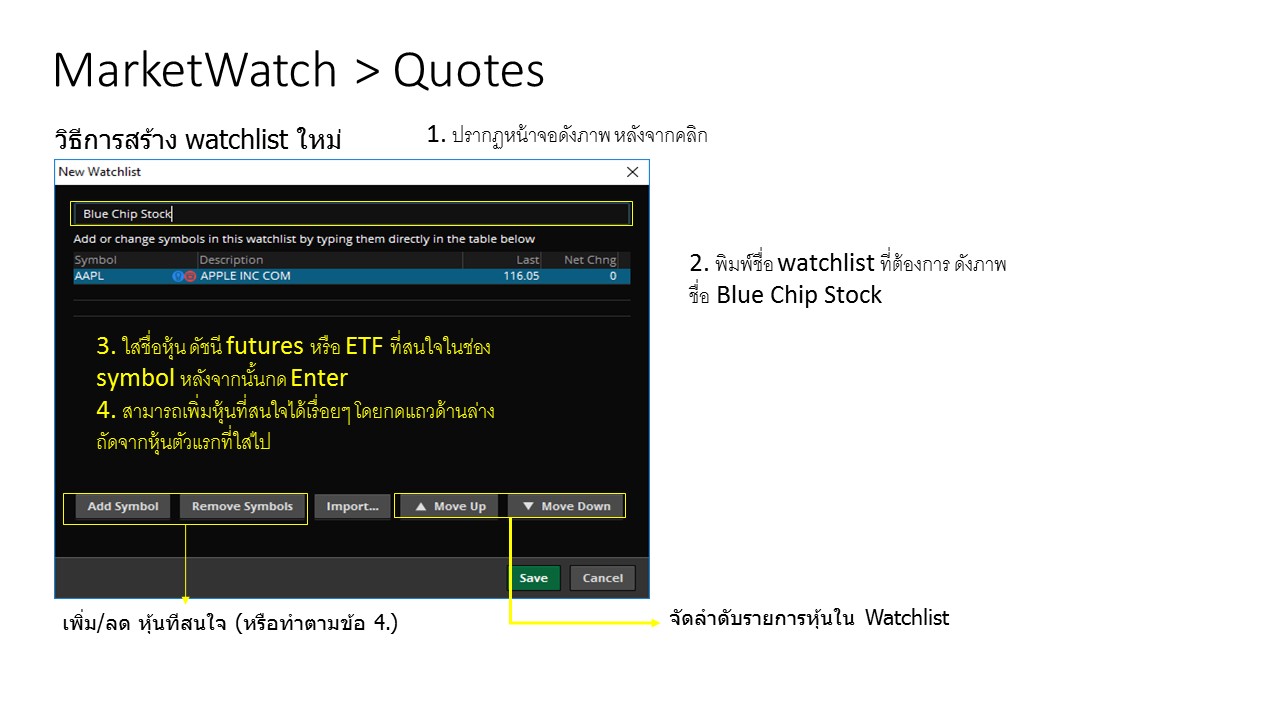 MarketWatch > Quotes
วิธีการสร้าง watchlist ใหม่
1. ปรากฏหน้าจอดังภาพ หลังจากคลิก
New Watchlist
Blue Chip Stock
Add or change symbols in this watchlist by typing them directly in the table below
Symbol Description Last Net Chng
AAPL APPLE INC COM 116.05 0
2. พิมพ์ชื่อ watchlist ที่ต้องการ ดังภาพ
ชื่อ Blue Chip Stock
3. ใส่ชื่อหุ้น ดัชนี futures หรือ ETF ที่สนใจในช่อง
symbol หลังจากนั้นกด Enter
4. สามารถเพิ่มหุ้นที่สนใจได้เรื่อยๆ โดยกดแถวด้านล่าง
ถัดจากหุ้นตัวแรกที่ใส่ไป
Add Symbol Remove Symbols Import... ▲ Move Up ▼ Move Down
Save Cancel
เพิ่ม/ลด หุ้นทีสนใจ (หรือทำตามข้อ 4.)
จัดลำดับรายการหุ้นใน Watchlist